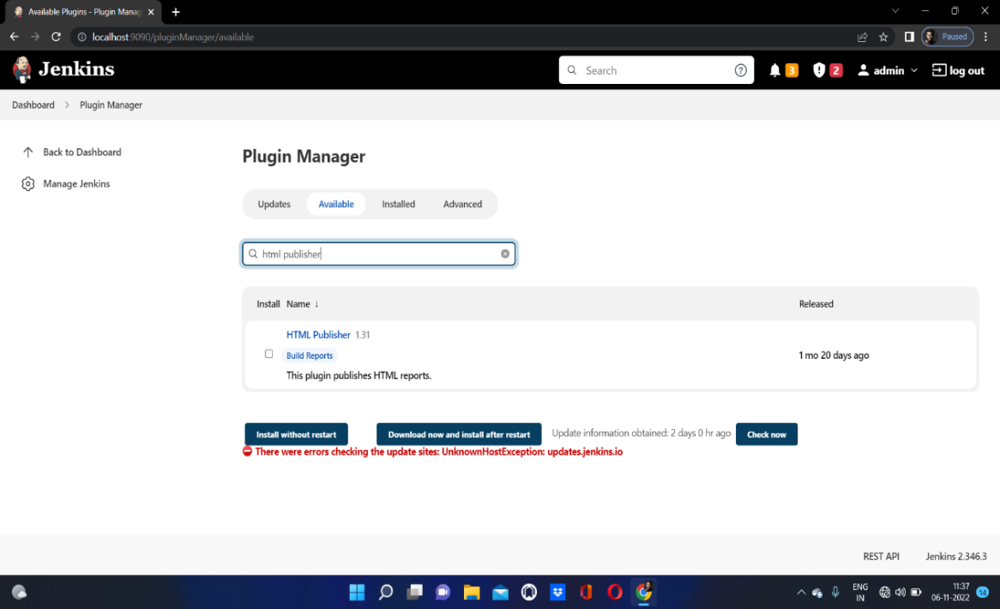 Available Plugins - Plugin Manag
localhost:9090/pluginManager/available
Paused
Jenkins
Search
3
2
admin
log out
Dashboard
Plugin Manager
Back to Dashboard
Manage Jenkins
Plugin Manager
Updates
Available
Installed
Advanced
html publisher
Install Name ↓
Released
HTML Publisher 1.31
Build Reports
1 mo 20 days ago
This plugin publishes HTML reports.
Install without restart
Download now and install after restart
Update information obtained: 2 days 0 hr ago
Check now
There were errors checking the update sites: UnknownHostException: updates.jenkins.io
REST API
Jenkins 2.346.3
ENG
IN
11:37
06-11-2022
14